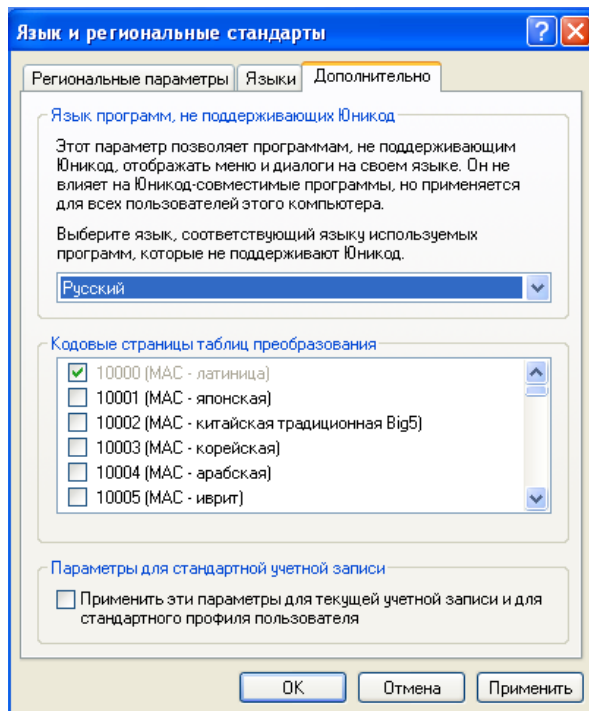 Язык и региональные стандарты
Региональные параметры Языки Дополнительно
Язык программ, не поддерживающих Юникод
Этот параметр позволяет программам, не поддерживающим
Юникод, отображать меню и диалоги на своем языке. Он не
влияет на Юникод-совместимые программы, но применяется
для всех пользователей этого компьютера.
Выберите язык, соответствующий языку используемых
программ, которые не поддерживают Юникод.
Русский
Кодовые страницы таблиц преобразования
10000 (MAC - латиница)
10001 (MAC - японская)
10002 (MAC - китайская традиционная Big5)
10003 (MAC - корейская)
10004 (MAC - арабская)
10005 (MAC - иврит)
Параметры для стандартной учетной записи
Применить эти параметры для текущей учетной записи и для
стандартного профиля пользователя
OK Отмена Применить